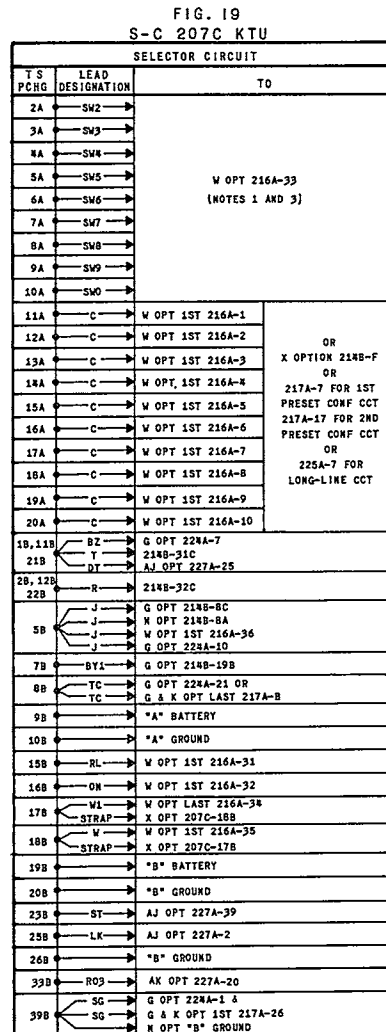 FIG. 19
S-C 207C KTU
SELECTOR CIRCUIT
TS PCHG LEAD DESIGNATION TO
2A SW2
3A SW3
4A SW4
5A SW5
6A SW6
7A SW7
8A SW8
9A SW9
10A SW0
W OPT 216A-33
(NOTES 1 AND 3)
11A C W OPT 1ST 216A-1
12A C W OPT 1ST 216A-2
13A C W OPT 1ST 216A-3
14A C W OPT 1ST 216A-4
15A C W OPT 1ST 216A-5
16A C W OPT 1ST 216A-6
17A C W OPT 1ST 216A-7
18A C W OPT 1ST 216A-8
19A C W OPT 1ST 216A-9
20A C W OPT 1ST 216A-10
OR
X OPTION 214B-F
OR
217A-7 FOR 1ST
PRESET CONF CCT
217A-17 FOR 2ND
PRESET CONF CCT
OR
225A-7 FOR
LONG-LINE CCT
1B, 11B 21B
BZ G OPT 224A-7
T 214B-31C
DT AJ OPT 227A-25
2B, 12B 22B R 214B-32C
5B
J G OPT 214B-8C
J N OPT 214B-8A
J W OPT 1ST 216A-36
J G OPT 224A-10
7B BY1 G OPT 214B-19B
8B
TC G OPT 224A-21 OR
TC G & K OPT LAST 217A-8
9B "A" BATTERY
10B "A" GROUND
15B RL W OPT 1ST 216A-31
16B ON W OPT 1ST 216A-32
17B
W1 W OPT LAST 216A-34
STRAP X OPT 207C-18B
18B
W W OPT 1ST 216A-35
STRAP X OPT 207C-17B
19B "B" BATTERY
20B "B" GROUND
23B ST AJ OPT 227A-39
25B LK AJ OPT 227A-2
26B "B" GROUND
33B RO3 AK OPT 227A-20
39B
SG G OPT 224A-1 &
SG G & K OPT 1ST 217A-26
N OPT "B" GROUND